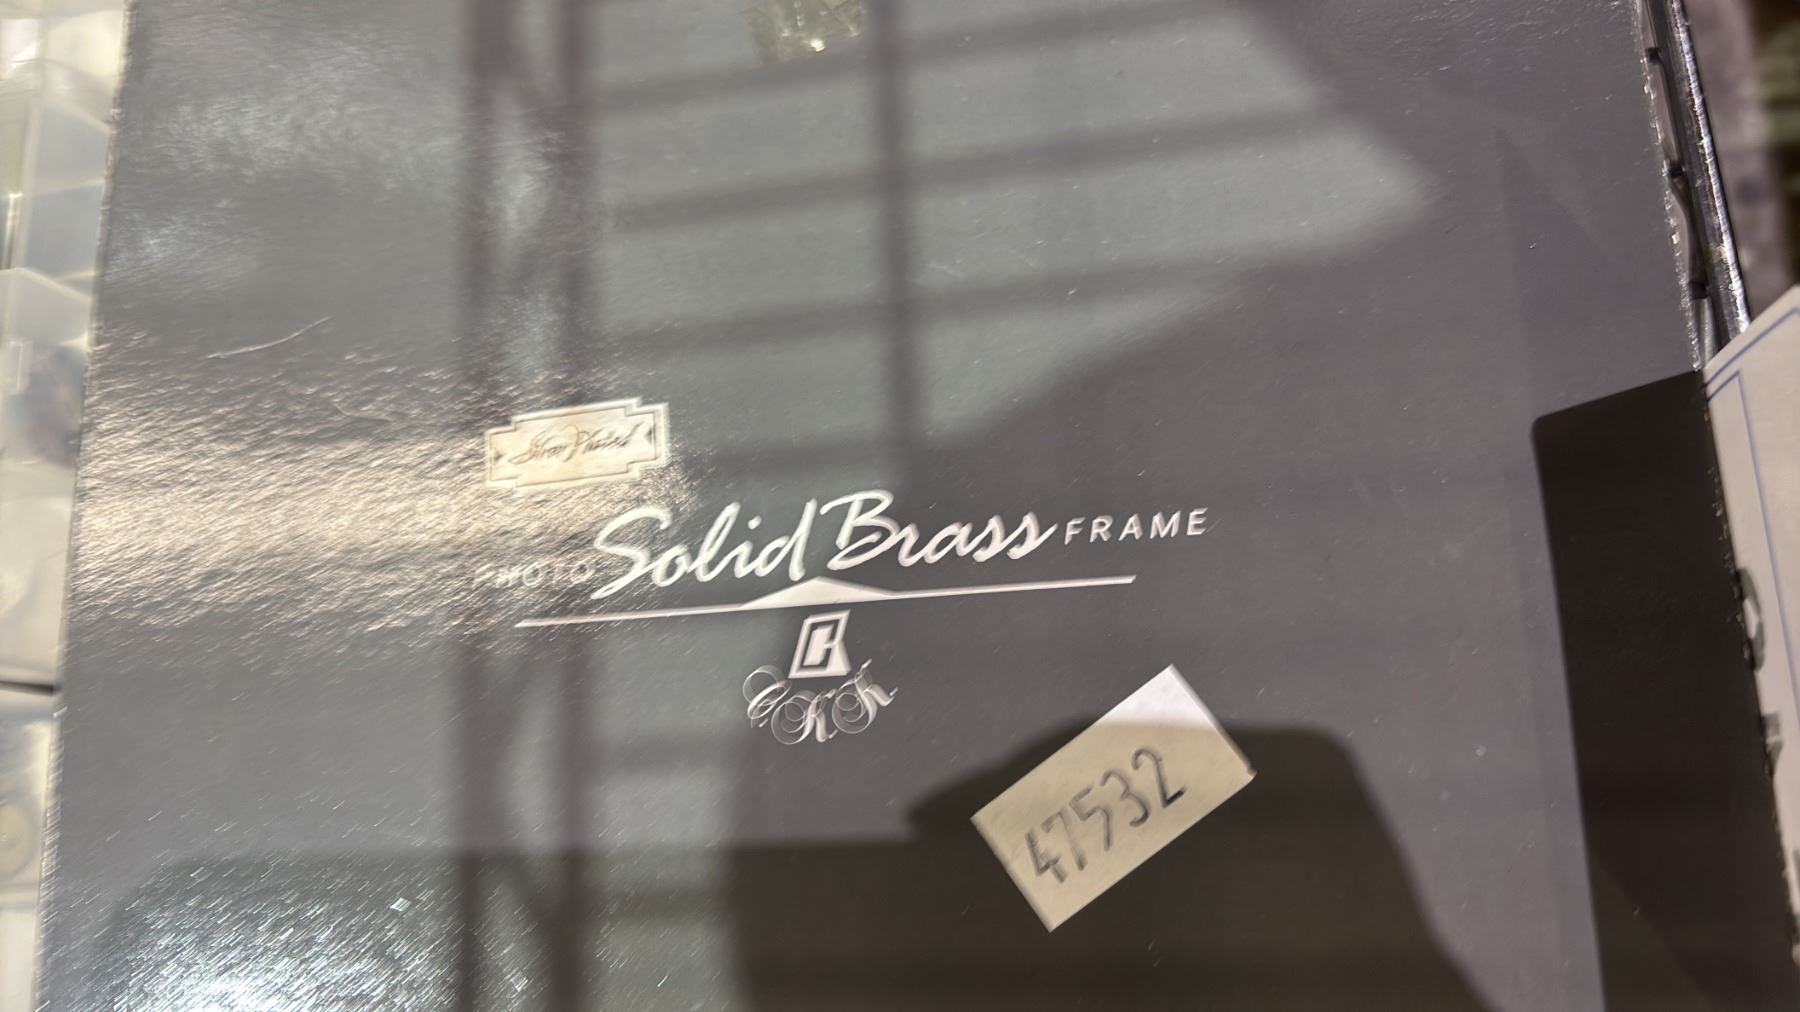 Silver Plated
PHOTO Solid Brass FRAME
CKK
47532